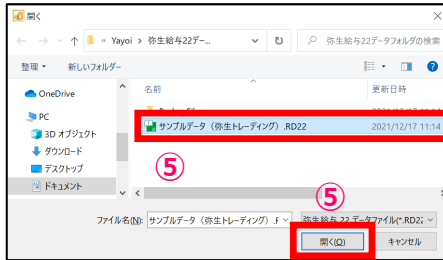 開く
« Yayoi › 弥生給与22デー...
弥生給与22データフォルダの検索
整理▼ 新しいフォルダー
名前 更新日時
OneDrive
PC
3D オブジェクト
サンプルデータ（弥生トレーディング）.RD22 2021/12/17 11:14
ダウンロード
デスクトップ
ドキュメント
⑤
⑤
ファイル名(N): サンプルデータ（弥生トレーディング）.F
弥生給与 22 データファイル(*.RD22
開く(O) キャンセル